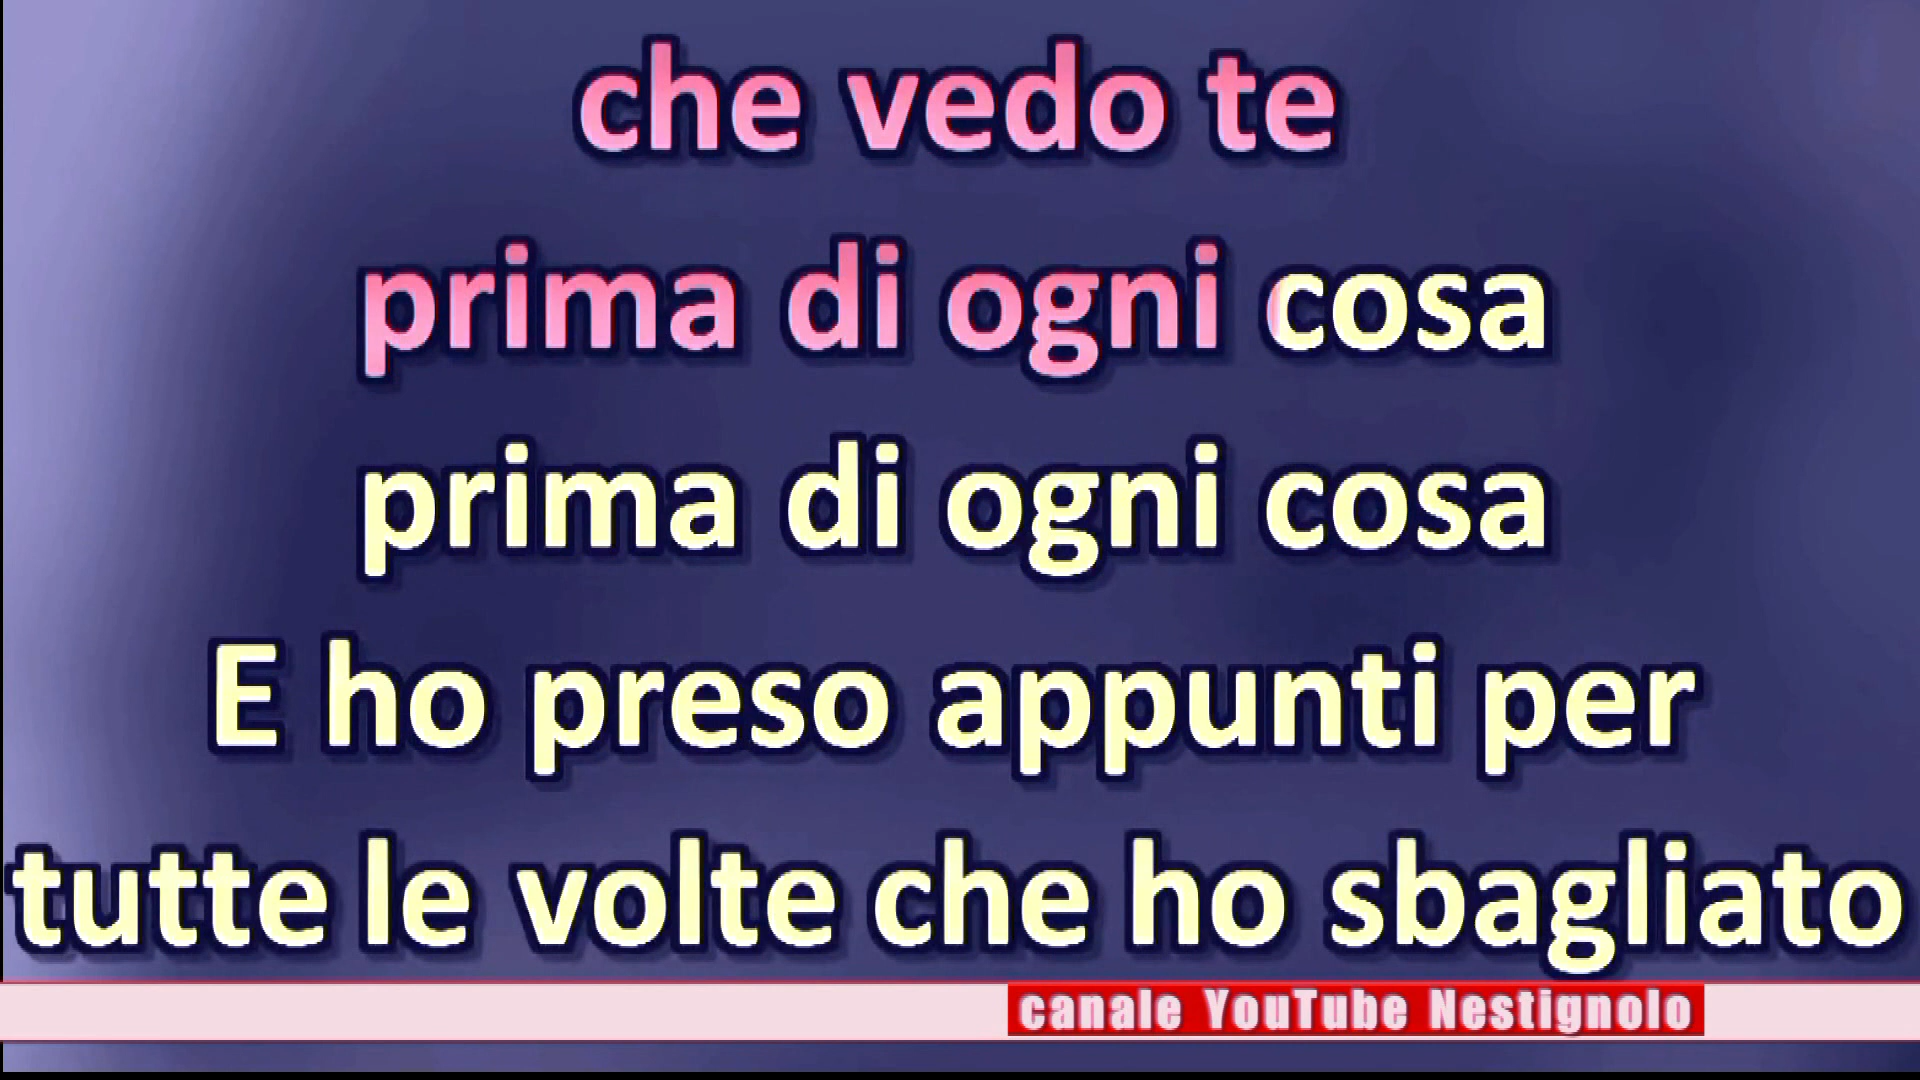 che vedo te
prima di ogni cosa
prima di ogni cosa
E ho preso appunti per
tutte le volte che ho sbagliato
canale YouTube Nestignolo